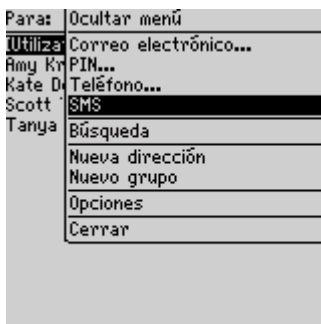 Para: Ocultar menú
(Utiliza Correo electrónico...
Amy Kr PIN...
Kate D Teléfono...
Scott SMS
Tanya Búsqueda
Nueva dirección
Nuevo grupo
Opciones
Cerrar